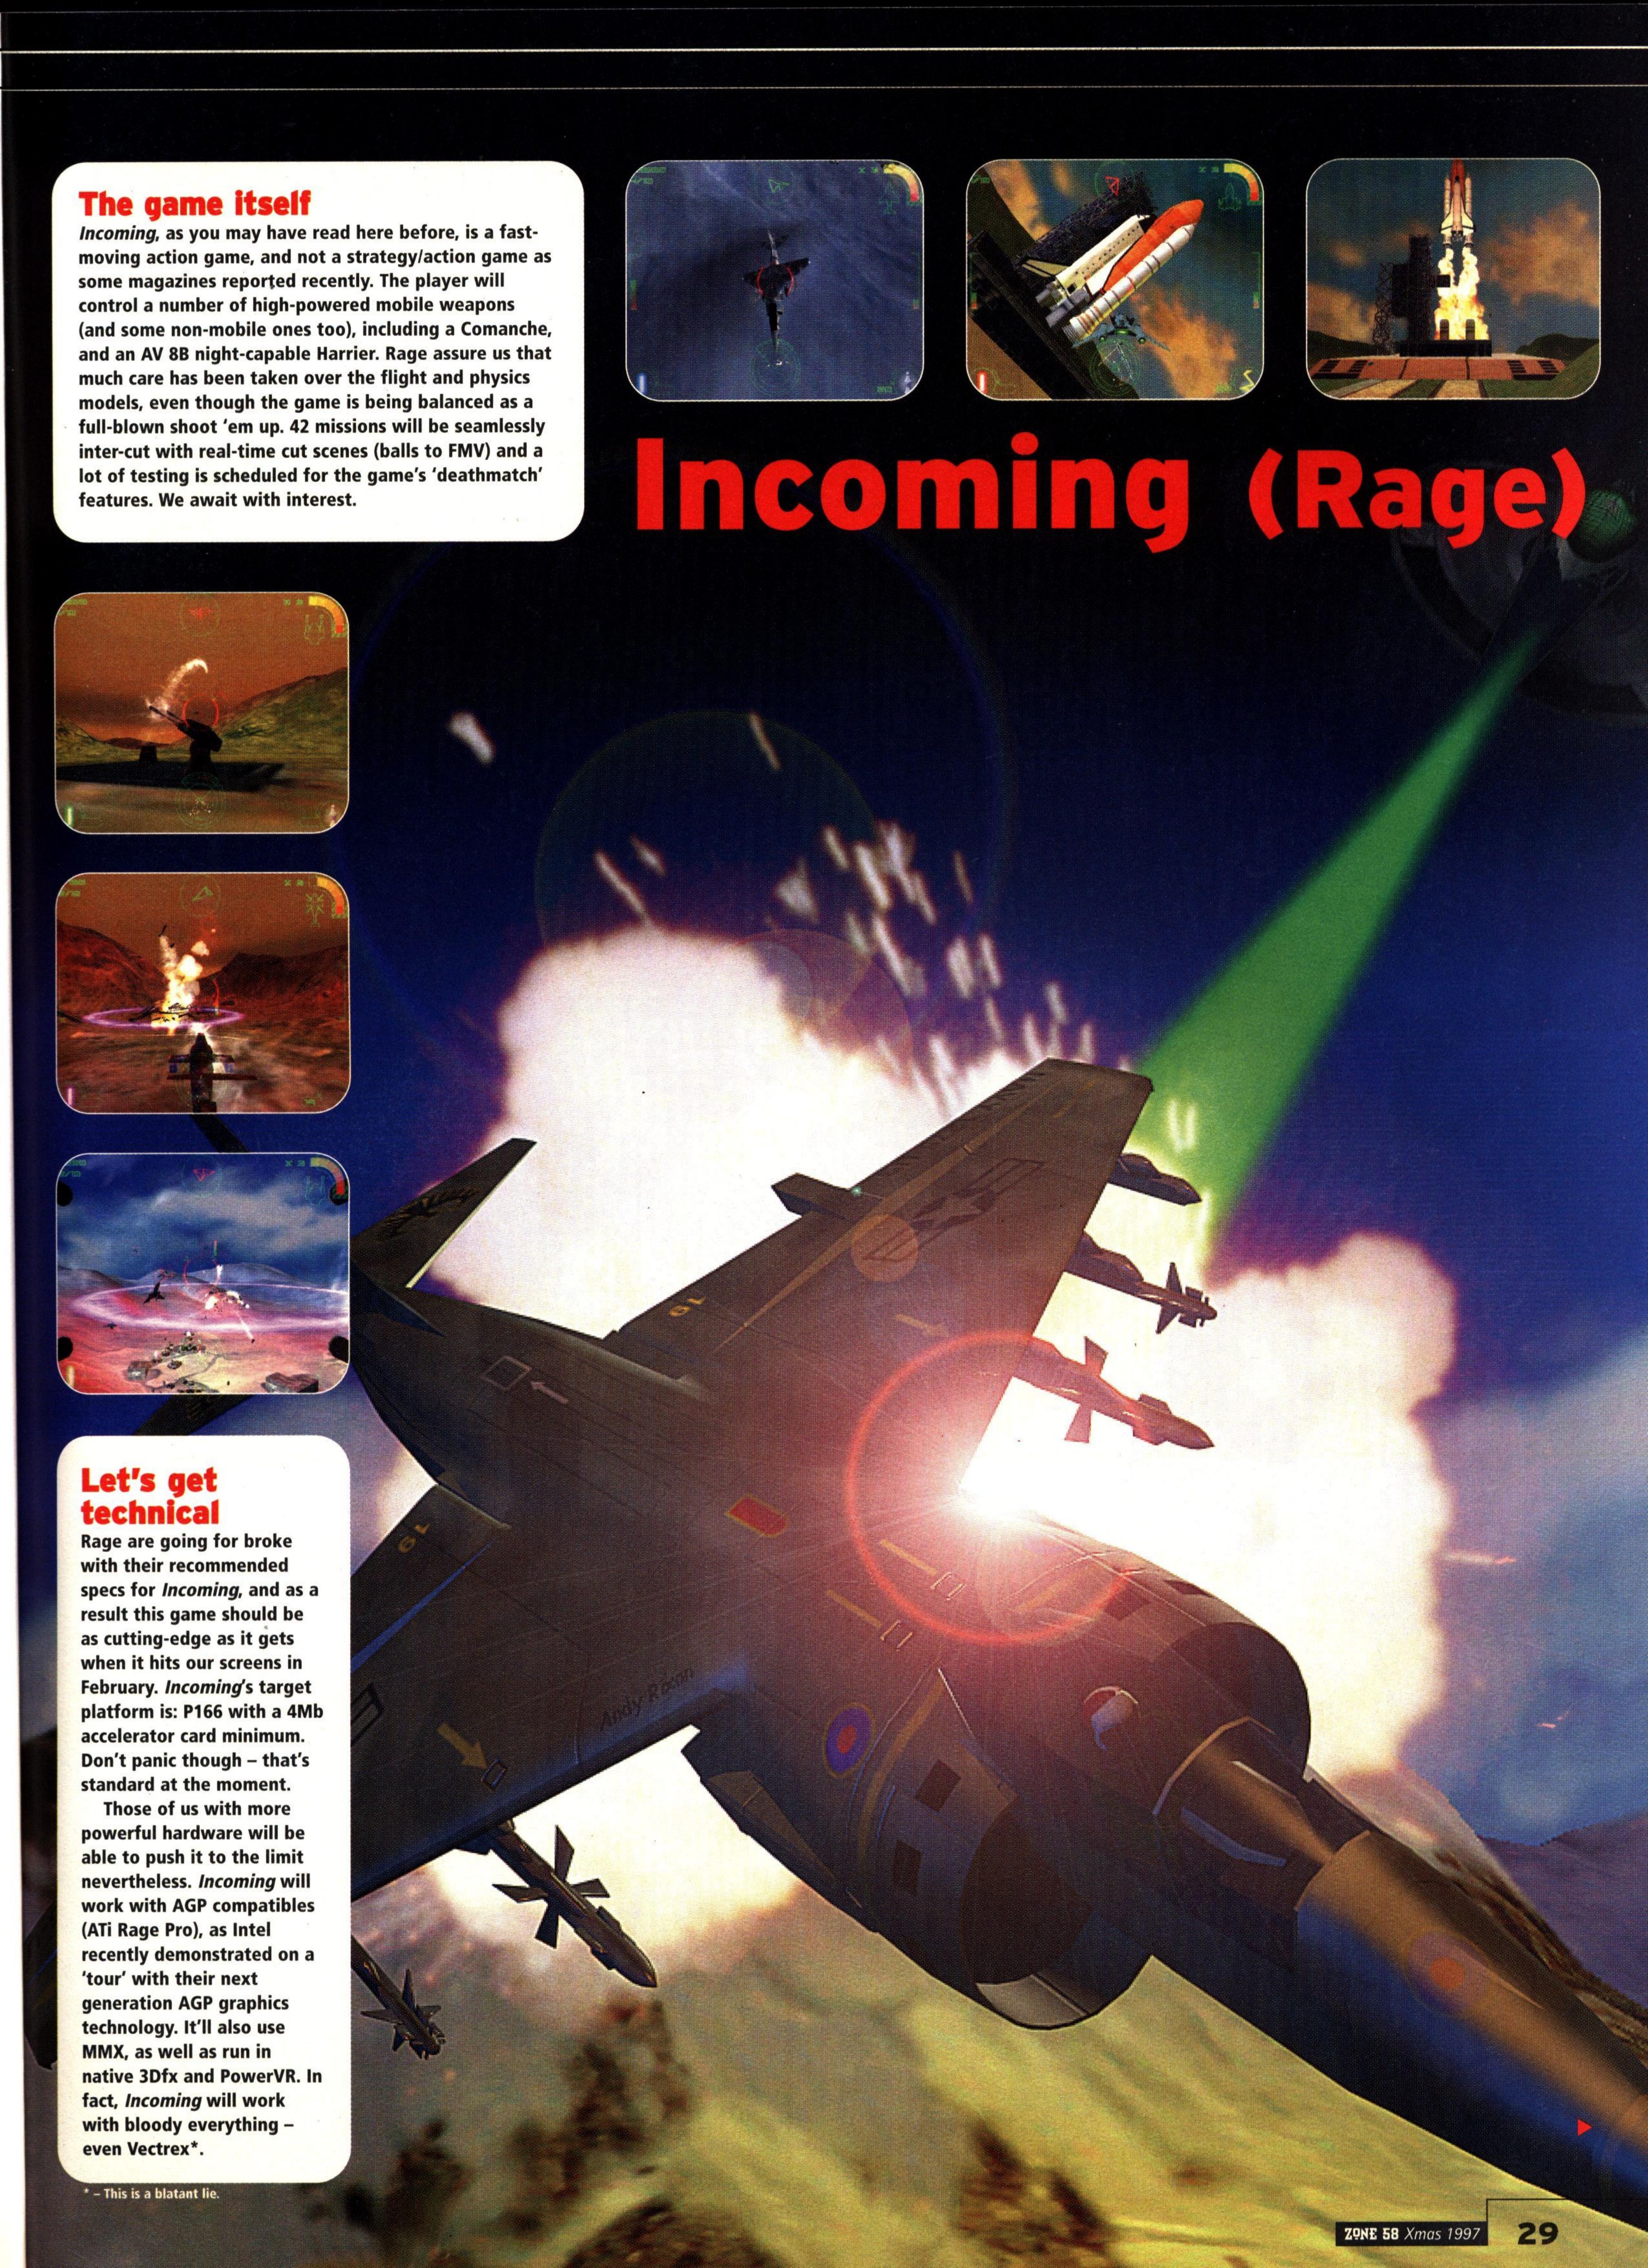 The game itself
Incoming, as you may have read here before, is a fast-
moving action game, and not a strategy/action game as
some magazines reported recently. The player will
control a number of high-powered mobile weapons
(and some non-mobile ones too), including a Comanche,
and an AV 8B night-capable Harrier. Rage assure us that
much care has been taken over the flight and physics
models, even though the game is being balanced as a
full-blown shoot ‘em up. 42 missions will be seamlessly
inter-cut with real-time cut scenes (balls to FMV) and a
lot of testing is scheduled for the game’s ‘deathmatch’
features. We await with interest.
Incoming (Rage)
Let’s get
technical
Rage are going for broke
with their recommended
specs for Incoming, and as a
result this game should be
as cutting-edge as it gets
when it hits our screens in
February. Incoming’s target
platform is: P166 with a 4Mb
accelerator card minimum.
Don’t panic though – that’s
standard at the moment.
Those of us with more
powerful hardware will be
able to push it to the limit
nevertheless. Incoming will
work with AGP compatibles
(ATi Rage Pro), as Intel
recently demonstrated on a
‘tour’ with their next
generation AGP graphics
technology. It’ll also use
MMX, as well as run in
native 3Dfx and PowerVR. In
fact, Incoming will work
with bloody everything –
even Vectrex*.
* – This is a blatant lie.
19
19
Andy Rixon
ZONE 58 Xmas 1997
29